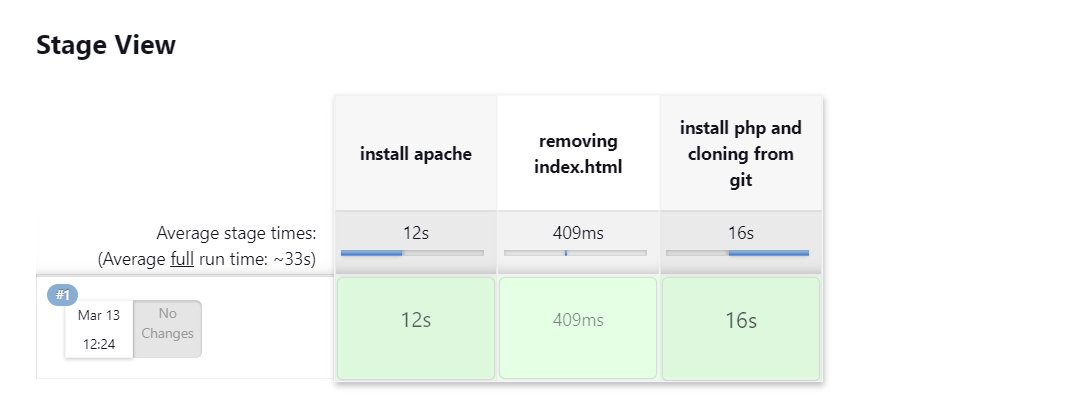 Stage View
install apache
removing
index.html
install php and
cloning from
git
Average stage times:
(Average full run time: ~33s)
12s
409ms
16s
#1
Mar 13
12:24
No
Changes
12s
409ms
16s